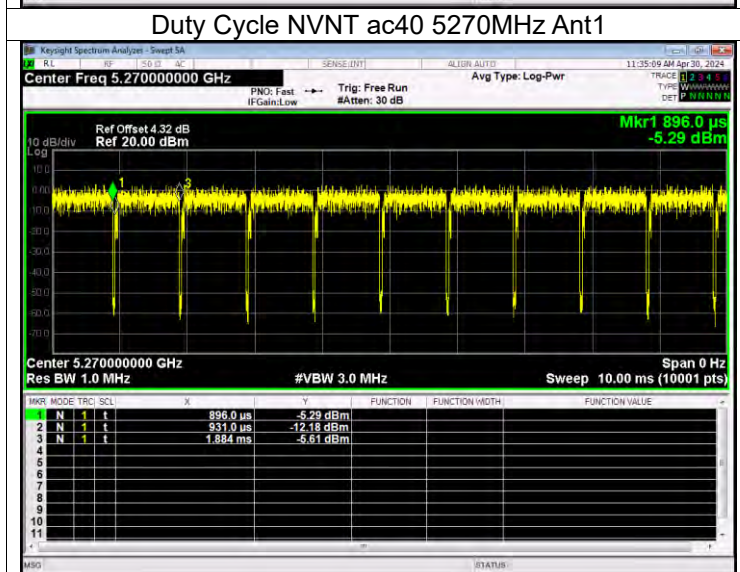 Duty Cycle NVNT ac40 5270MHz Ant1
Keysight Spectrum Analyzer - Swept SA
RL RF 50 Ω AC SENSE:INT ALIGN AUTO 11:35:09 AM Apr 30, 2024
Center Freq 5.270000000 GHz PNO: Fast Trig: Free Run Avg Type: Log-Pwr TRACE 1 2 3 4 5 6
IFGain:Low #Atten: 30 dB TYPE WWWWWW
DET P N N N N N
Ref Offset 4.32 dB Mkr1 896.0 µs
10 dB/div Ref 20.00 dBm -5.29 dBm
Log
10.0
0.00
-10.0
-20.0
-30.0
-40.0
-50.0
-60.0
-70.0
1
3
Center 5.270000000 GHz Span 0 Hz
Res BW 1.0 MHz #VBW 3.0 MHz Sweep 10.00 ms (10001 pts)
MKR MODE TRC SCL X Y FUNCTION FUNCTION WIDTH FUNCTION VALUE
1 N 1 t 896.0 µs -5.29 dBm
2 N 1 t 931.0 µs -12.18 dBm
3 N 1 t 1.884 ms -5.61 dBm
4
5
6
7
8
9
10
11
MSG STATUS